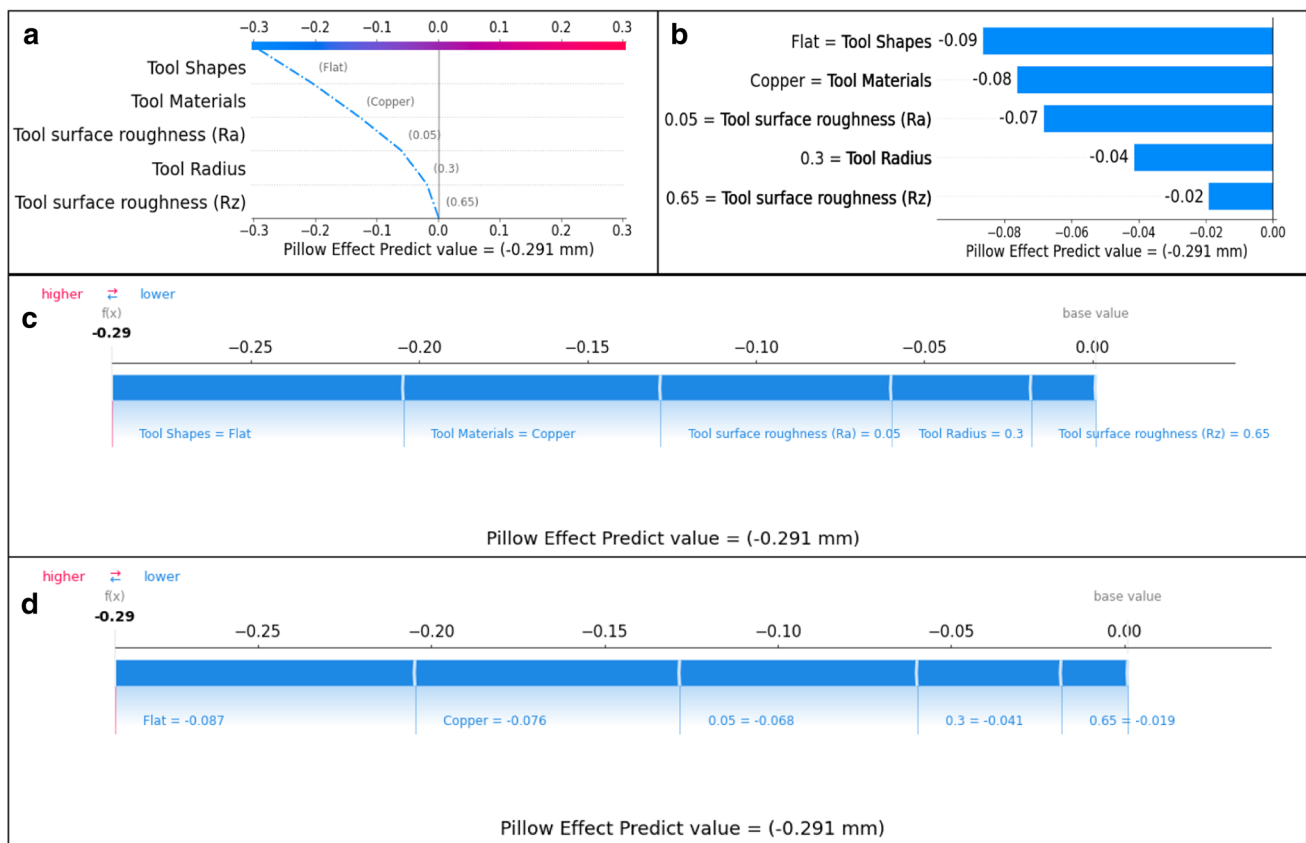 a
−0.3 −0.2 −0.1 0.0 0.1 0.2 0.3
Tool Shapes (Flat)
Tool Materials (Copper)
Tool surface roughness (Ra) (0.05)
Tool Radius (0.3)
Tool surface roughness (Rz) (0.65)
−0.3 −0.2 −0.1 0.0 0.1 0.2 0.3
Pillow Effect Predict value = (-0.291 mm)
b
Flat = Tool Shapes -0.09
Copper = Tool Materials -0.08
0.05 = Tool surface roughness (Ra) -0.07
0.3 = Tool Radius -0.04
0.65 = Tool surface roughness (Rz) -0.02
−0.08 −0.06 −0.04 −0.02 0.00
Pillow Effect Predict value = (-0.291 mm)
c
higher ⇄ lower
f(x) base value
-0.29
−0.25 −0.20 −0.15 −0.10 −0.05 0.00
Tool Shapes = Flat Tool Materials = Copper Tool surface roughness (Ra) = 0.05 Tool Radius = 0.3 Tool surface roughness (Rz) = 0.65
Pillow Effect Predict value = (-0.291 mm)
d
higher ⇄ lower
f(x) base value
-0.29
−0.25 −0.20 −0.15 −0.10 −0.05 0.00
Flat = -0.087 Copper = -0.076 0.05 = -0.068 0.3 = -0.041 0.65 = -0.019
Pillow Effect Predict value = (-0.291 mm)